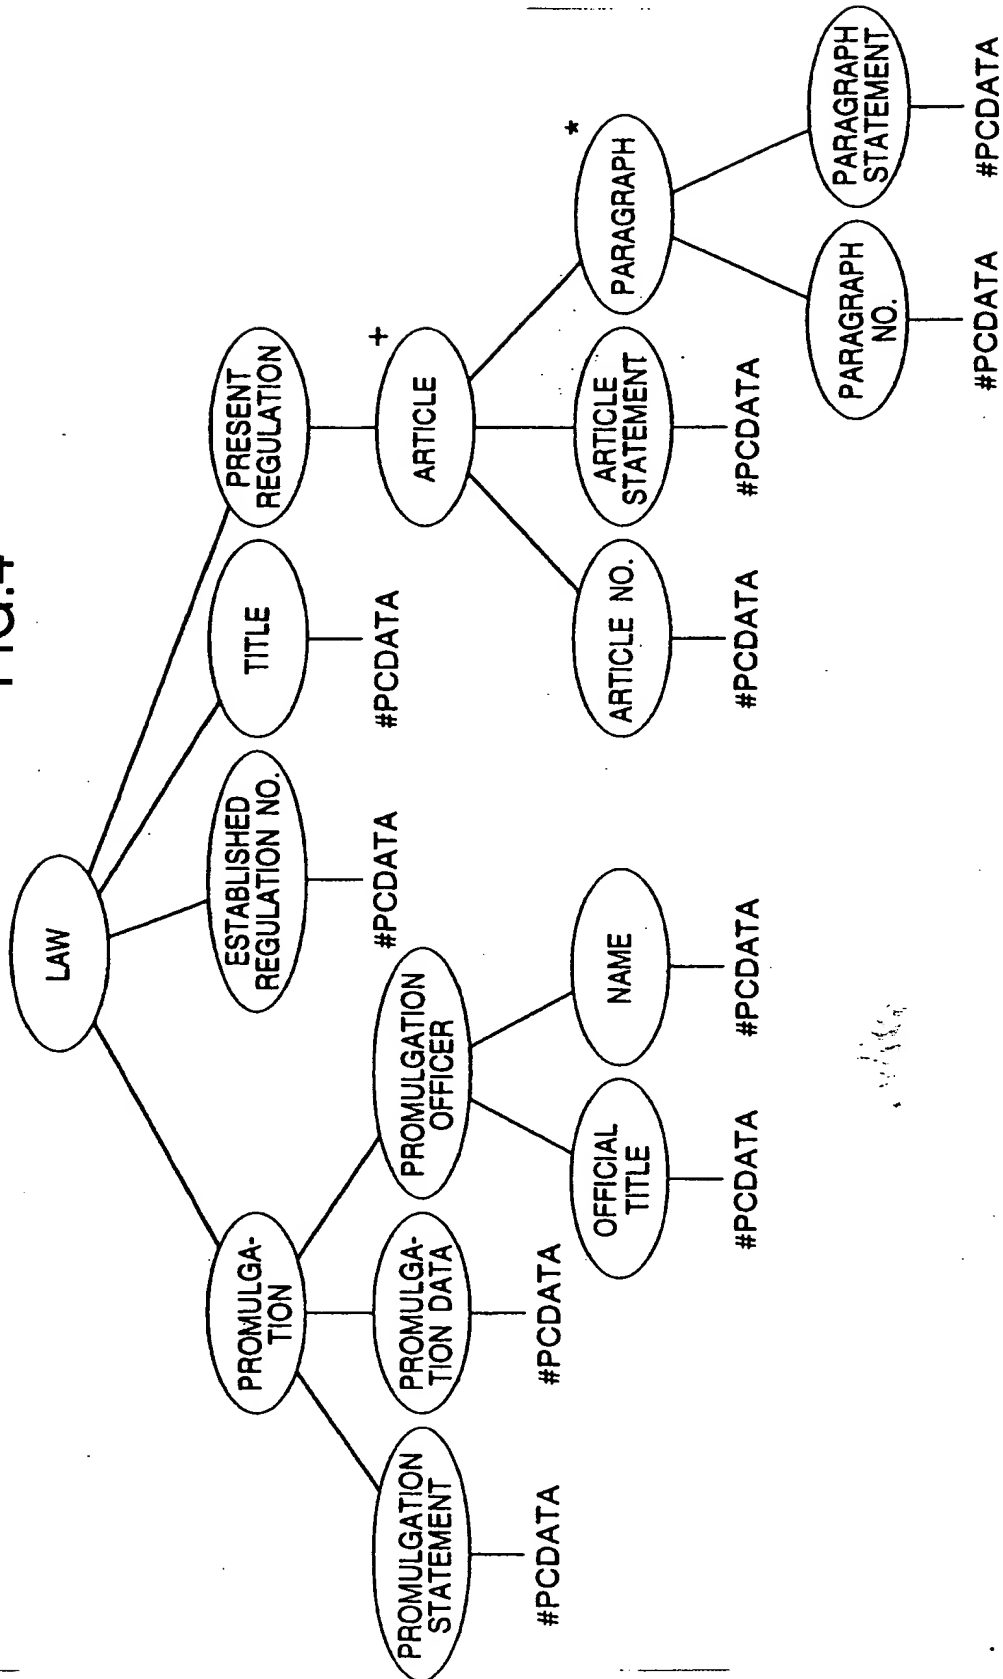 FIG.4
LAW
PROMULGA-
TION
ESTABLISHED
REGULATION NO.
TITLE
PRESENT
REGULATION
#PCDATA
#PCDATA
+
PROMULGATION
STATEMENT
PROMULGA-
TION DATA
PROMULGATION
OFFICER
ARTICLE
#PCDATA
#PCDATA
*
OFFICIAL
TITLE
NAME
ARTICLE NO.
ARTICLE
STATEMENT
PARAGRAPH
#PCDATA
#PCDATA
#PCDATA
#PCDATA
PARAGRAPH
NO.
PARAGRAPH
STATEMENT
#PCDATA
#PCDATA